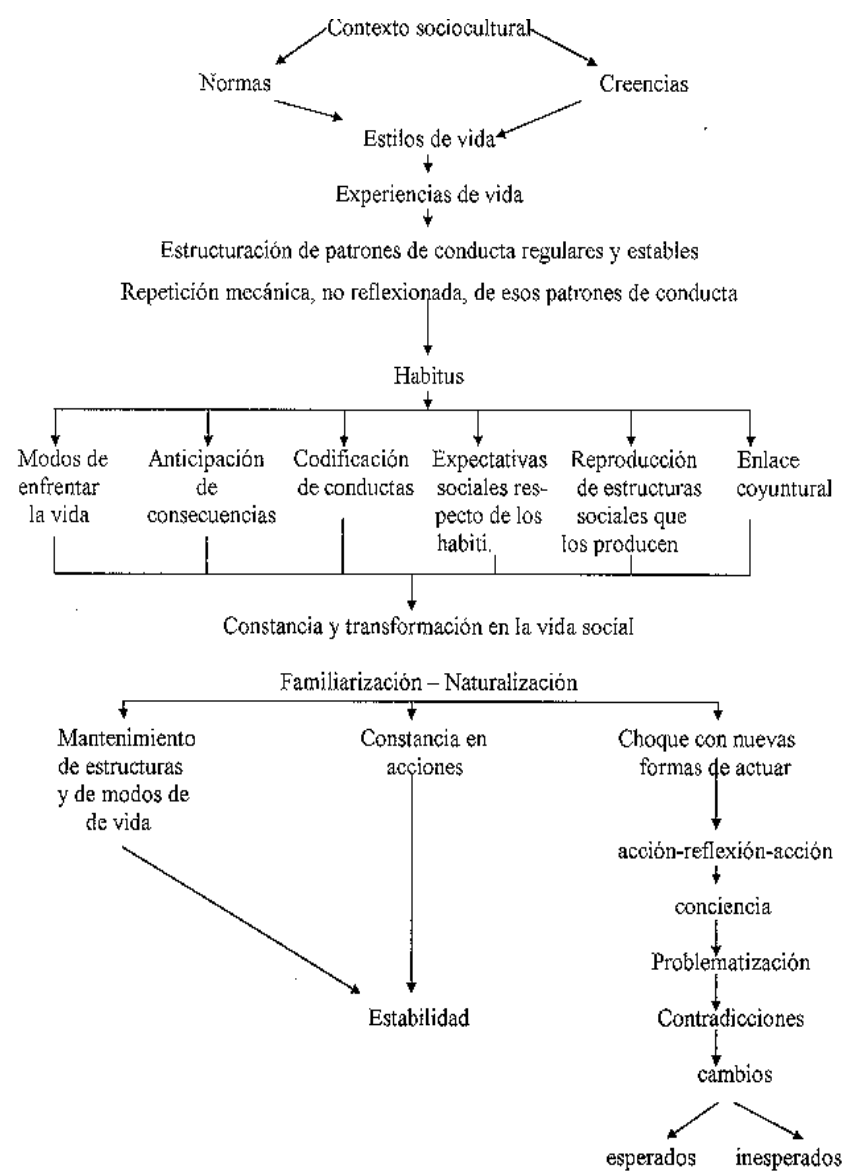 Contexto sociocultural
Normas
Creencias
Estilos de vida
Experiencias de vida
Estructuración de patrones de conducta regulares y estables
Repetición mecánica, no reflexionada, de esos patrones de conducta
Habitus
Modos de
enfrentar
la vida
Anticipación
de
consecuencias
Codificación
de conductas
Expectativas
sociales res-
pecto de los
habiti.
Reproducción
de estructuras
sociales que
los producen
Enlace
coyuntural
Constancia y transformación en la vida social
Familiarización – Naturalización
Mantenimiento
de estructuras
y de modos de
de vida
Constancia en
acciones
Choque con nuevas
formas de actuar
acción-reflexión-acción
conciencia
Problematización
Contradicciones
cambios
Estabilidad
esperados
inesperados